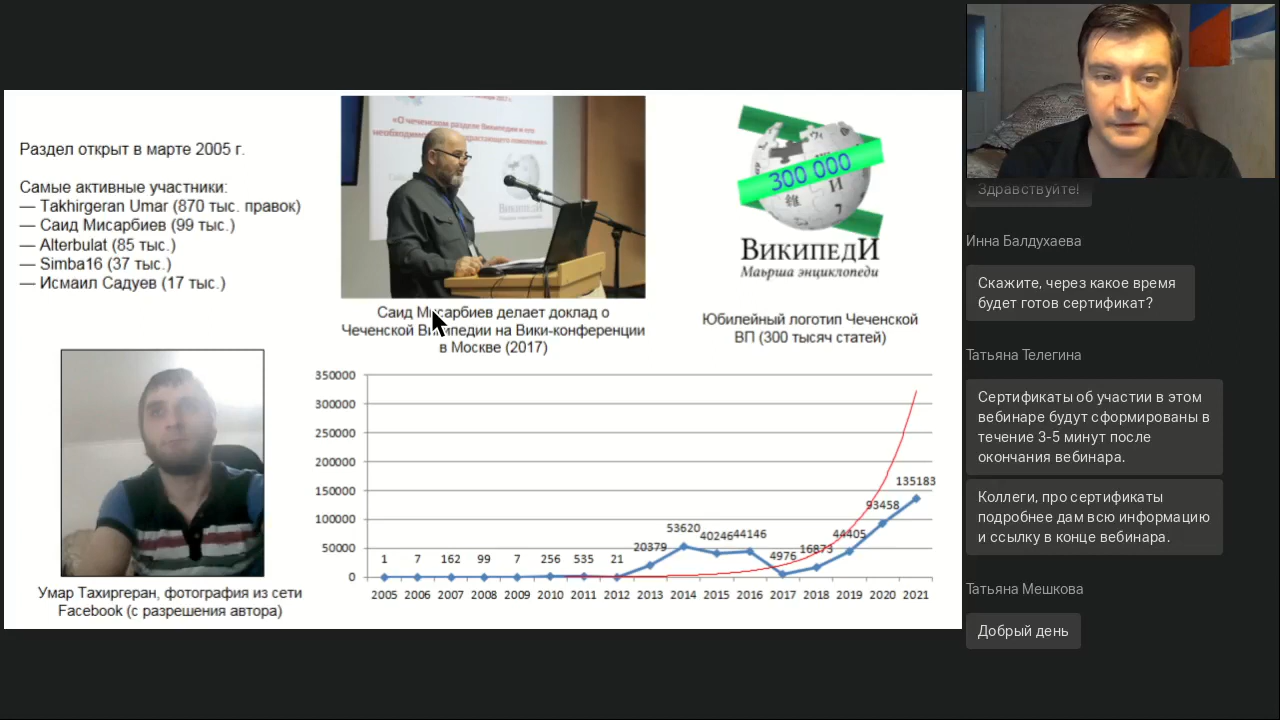 Раздел открыт в марте 2005 г.
Самые активные участники:
— Takhirgeran Umar (870 тыс. правок)
— Саид Мисарбиев (99 тыс.)
— Alterbulat (85 тыс.)
— Simba16 (37 тыс.)
— Исмаил Садуев (17 тыс.)
«О чеченском разделе Википедии и его
Саид Мисарбиев делает доклад о
Чеченской Википедии на Вики-конференции
в Москве (2017)
300 000
ВикипедИ
Маьрша энциклопеди
Юбилейный логотип Чеченской
ВП (300 тысяч статей)
Умар Тахиргеран, фотография из сети
Facebook (с разрешения автора)
350000
300000
250000
200000
150000
100000
50000
0
1 7 162 99 7 256 535 21 20379 53620 40246 44146 4976 16873 44405 93458 135183
2005 2006 2007 2008 2009 2010 2011 2012 2013 2014 2015 2016 2017 2018 2019 2020 2021
Здравствуйте!
Инна Балдухаева
Скажите, через какое время
будет готов сертификат?
Татьяна Телегина
Сертификаты об участии в этом
вебинаре будут сформированы в
течение 3-5 минут после
окончания вебинара.
Коллеги, про сертификаты
подробнее дам всю информацию
и ссылку в конце вебинара.
Татьяна Мешкова
Добрый день